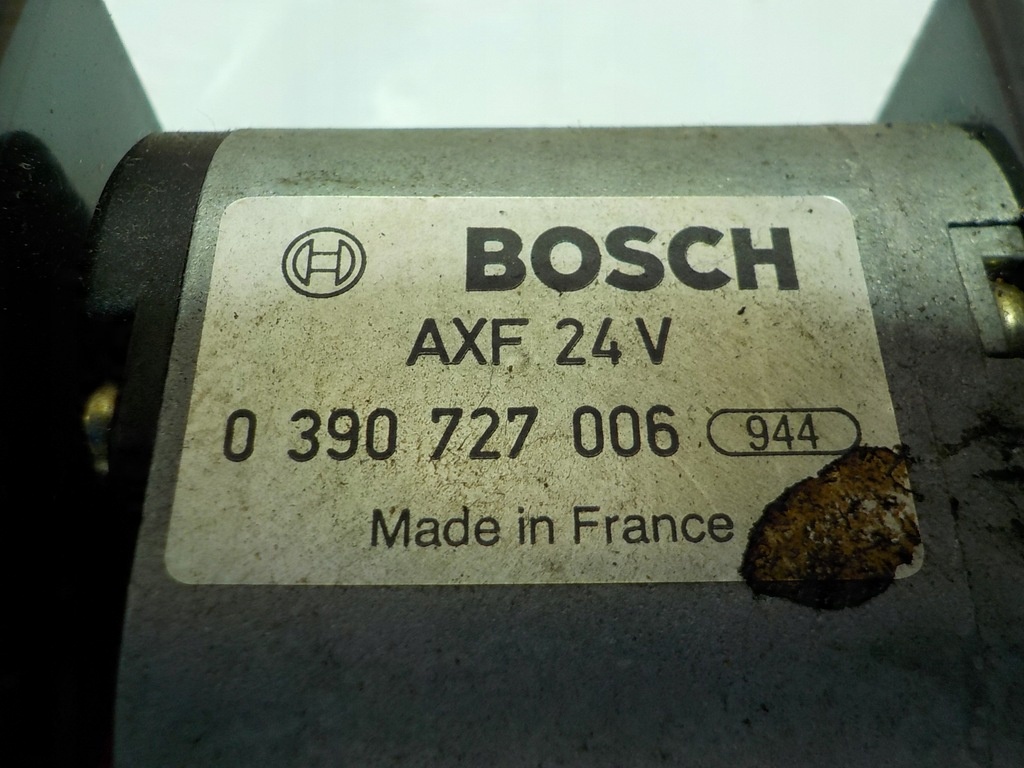 BOSCH
AXF 24V
0 390 727 006 944
Made in France